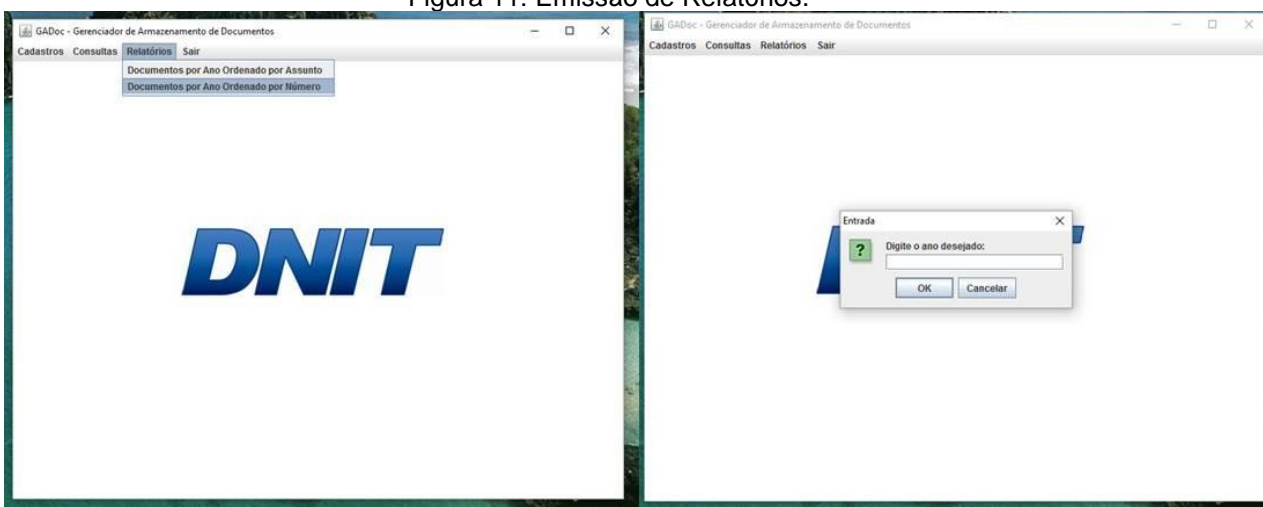 Figura 11: Emissão de Relatórios.
GADoc - Gerenciador de Armazenamento de Documentos
Cadastros Consultas Relatórios Sair
Documentos por Ano Ordenado por Assunto
Documentos por Ano Ordenado por Número
DNIT
GADoc - Gerenciador de Armazenamento de Documentos
Cadastros Consultas Relatórios Sair
Entrada
?
Digite o ano desejado:
OK Cancelar